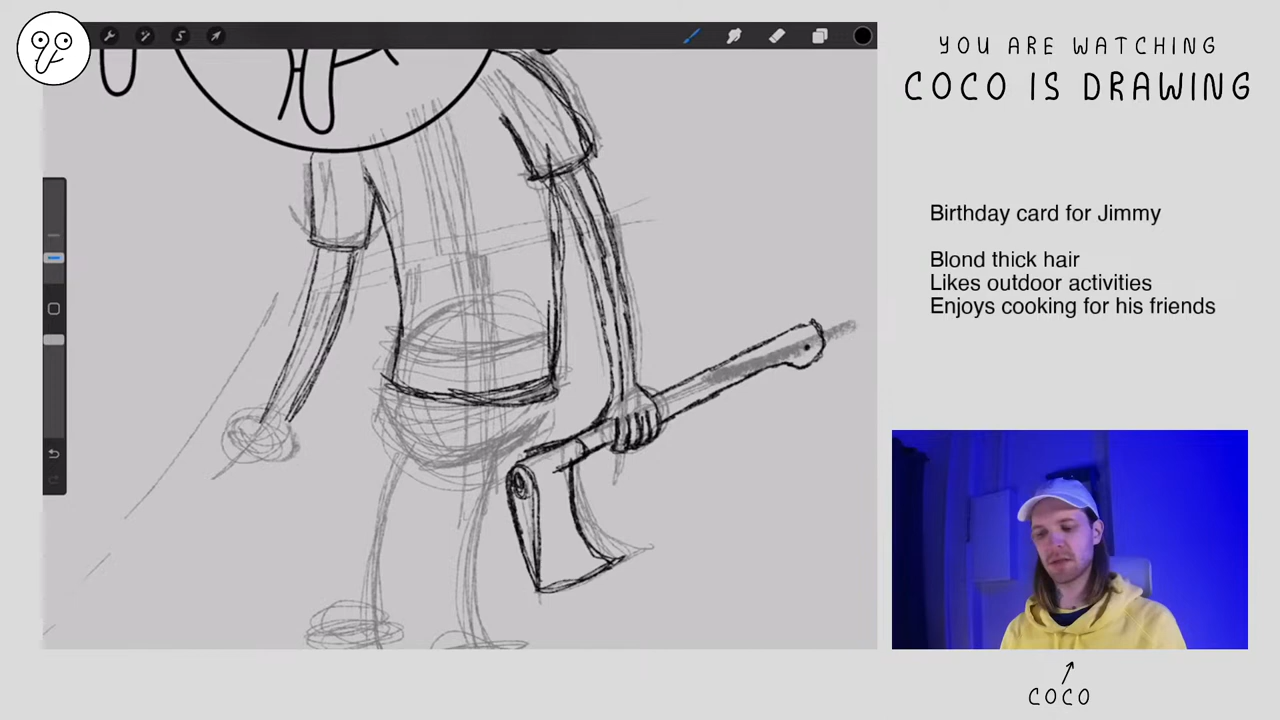 YOU ARE WATCHING
COCO IS DRAWING
Birthday card for Jimmy
Blond thick hair
Likes outdoor activities
Enjoys cooking for his friends
COCO